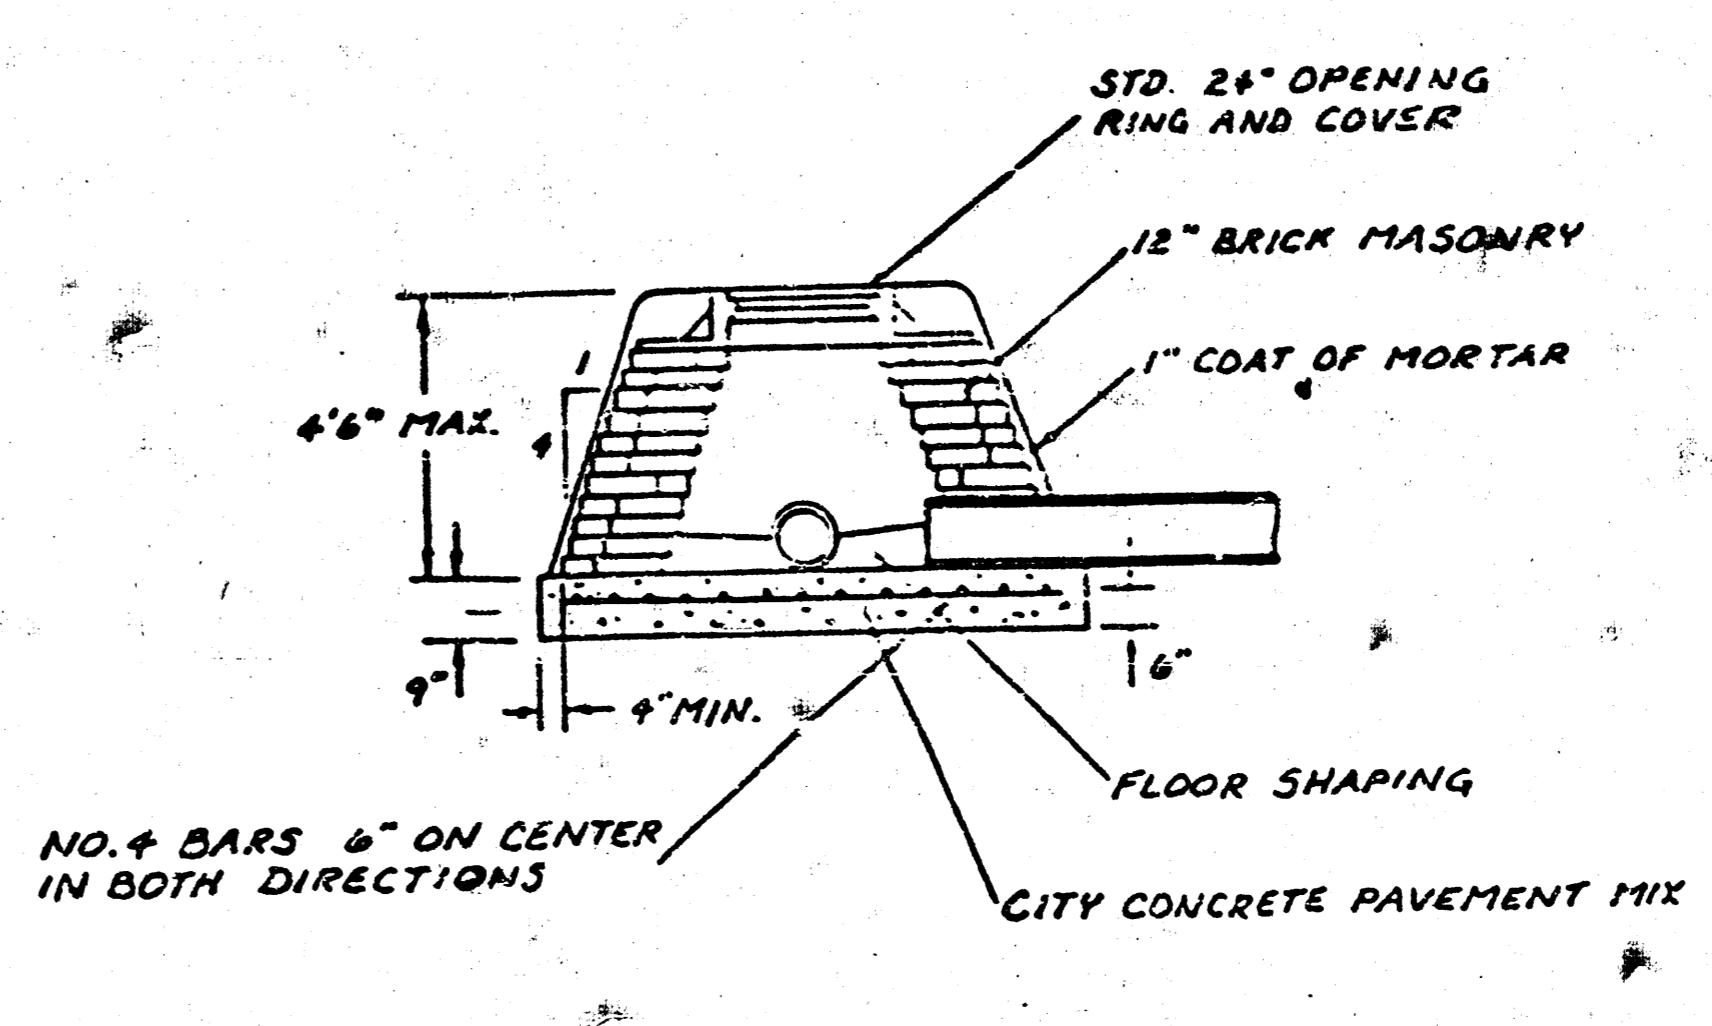 STD. 24" OPENING
RING AND COVER
12" BRICK MASONRY
1" COAT OF MORTAR
1
4
4'6" MAX.
9"
4" MIN.
6"
FLOOR SHAPING
NO. 4 BARS 6" ON CENTER
IN BOTH DIRECTIONS
CITY CONCRETE PAVEMENT MIX